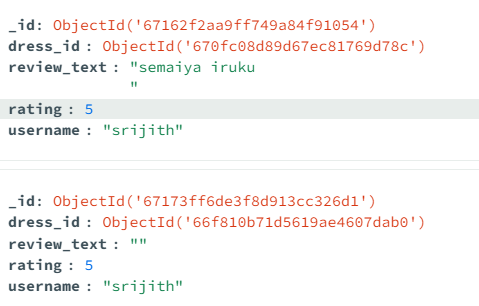 _id: ObjectId('67162f2aa9ff749a84f91054')
dress_id : ObjectId('670fc08d89d67ec81769d78c')
review_text : "semaiya iruku
"
rating : 5
username : "srijith"
_id: ObjectId('67173ff6de3f8d913cc326d1')
dress_id : ObjectId('66f810b71d5619ae4607dab0')
review_text : ""
rating : 5
username : "srijith"